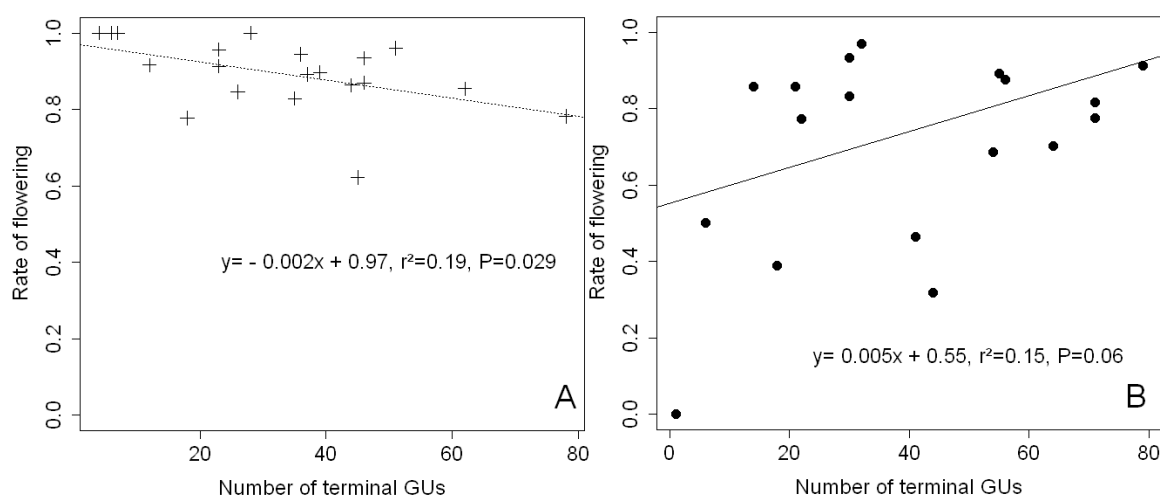 Rate of flowering
1.0
0.8
0.6
0.4
0.2
0.0
y= - 0.002x + 0.97, r²=0.19, P=0.029
A
20
40
60
80
Number of terminal GUs
Rate of flowering
1.0
0.8
0.6
0.4
0.2
0.0
y= 0.005x + 0.55, r²=0.15, P=0.06
B
0
20
40
60
80
Number of terminal GUs